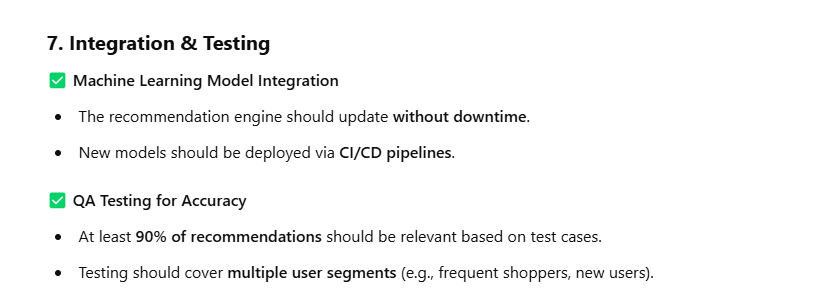 7. Integration & Testing
✅ Machine Learning Model Integration
• The recommendation engine should update without downtime.
• New models should be deployed via CI/CD pipelines.
✅ QA Testing for Accuracy
• At least 90% of recommendations should be relevant based on test cases.
• Testing should cover multiple user segments (e.g., frequent shoppers, new users).